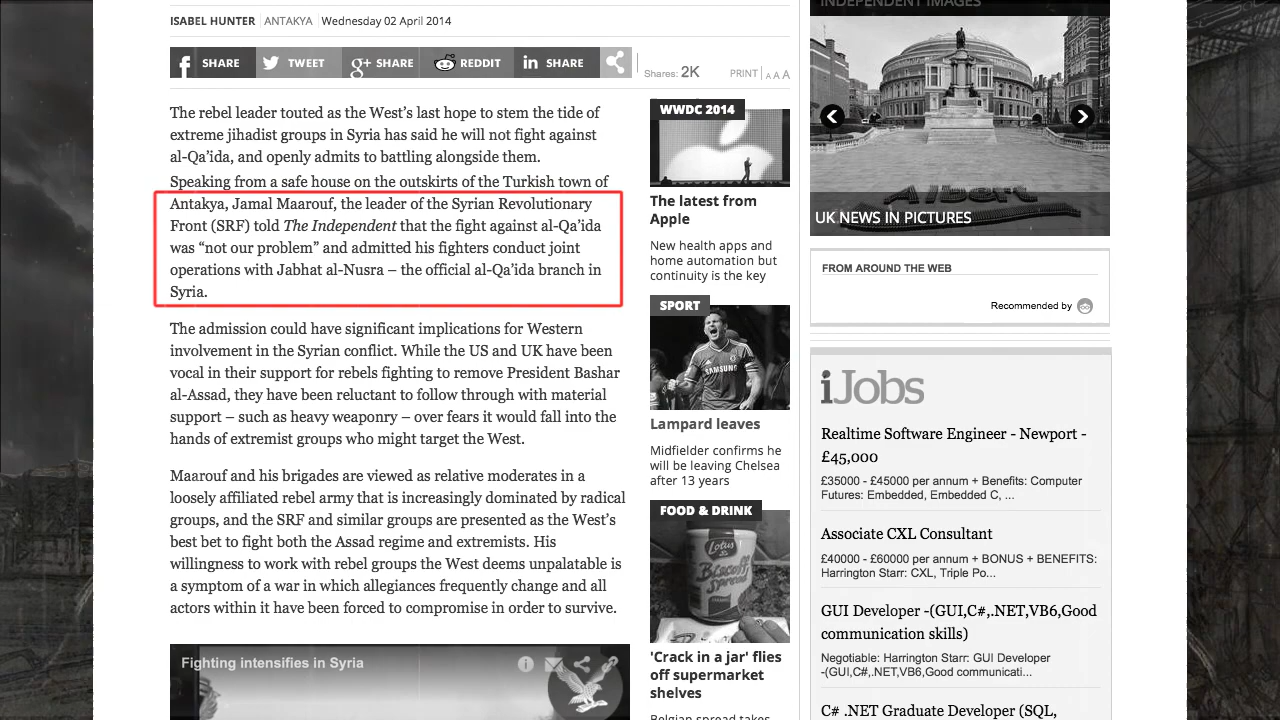 INDEPENDENT IMAGES
ISABEL HUNTER | ANTAKYA | Wednesday 02 April 2014
SHARE
TWEET
g+ SHARE
REDDIT
in SHARE
Shares: 2K
PRINT | A A A
The rebel leader touted as the West’s last hope to stem the tide of
extreme jihadist groups in Syria has said he will not fight against
al-Qa’ida, and openly admits to battling alongside them.
Speaking from a safe house on the outskirts of the Turkish town of
Antakya, Jamal Maarouf, the leader of the Syrian Revolutionary
Front (SRF) told The Independent that the fight against al-Qa’ida
was “not our problem” and admitted his fighters conduct joint
operations with Jabhat al-Nusra – the official al-Qa’ida branch in
Syria.
The admission could have significant implications for Western
involvement in the Syrian conflict. While the US and UK have been
vocal in their support for rebels fighting to remove President Bashar
al-Assad, they have been reluctant to follow through with material
support – such as heavy weaponry – over fears it would fall into the
hands of extremist groups who might target the West.
Maarouf and his brigades are viewed as relative moderates in a
loosely affiliated rebel army that is increasingly dominated by radical
groups, and the SRF and similar groups are presented as the West’s
best bet to fight both the Assad regime and extremists. His
willingness to work with rebel groups the West deems unpalatable is
a symptom of a war in which allegiances frequently change and all
actors within it have been forced to compromise in order to survive.
Fighting intensifies in Syria
WWDC 2014
The latest from
Apple
New health apps and
home automation but
continuity is the key
SPORT
SAMSUNG
Lampard leaves
Midfielder confirms he
will be leaving Chelsea
after 13 years
FOOD & DRINK
Lotus
Biscoff
Spread
'Crack in a jar' flies
off supermarket
shelves
Belgian spread takes
Albert
UK NEWS IN PICTURES
FROM AROUND THE WEB
Recommended by
iJobs
Realtime Software Engineer - Newport -
£45,000
£35000 - £45000 per annum + Benefits: Computer
Futures: Embedded, Embedded C, ...
Associate CXL Consultant
£40000 - £60000 per annum + BONUS + BENEFITS:
Harrington Starr: CXL, Triple Po...
GUI Developer -(GUI,C#,.NET,VB6,Good
communication skills)
Negotiable: Harrington Starr: GUI Developer
-(GUI,C#,.NET,VB6,Good communicati...
C# .NET Graduate Developer (SQL,